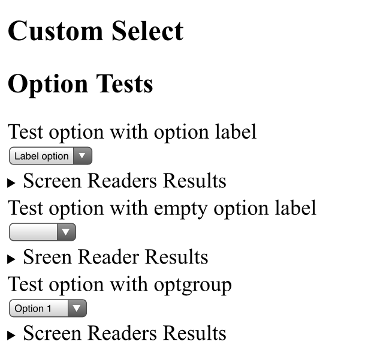 Custom Select
Option Tests
Test option with option label
Label option
Screen Readers Results
Test option with empty option label
Sreen Reader Results
Test option with optgroup
Option 1
Screen Readers Results